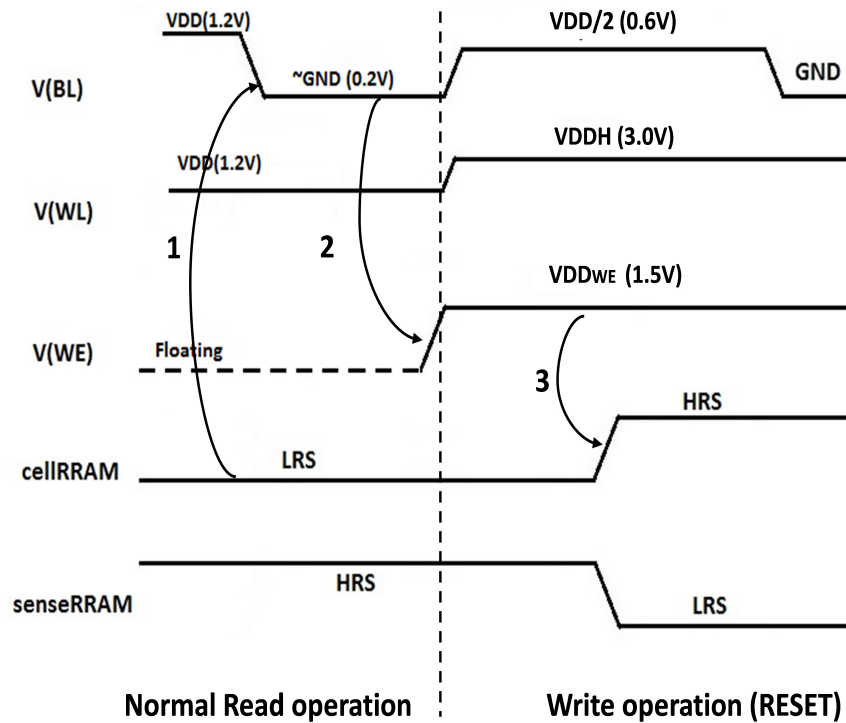 VDD(1.2V)
VDD/2 (0.6V)
V(BL)
~GND (0.2V)
GND
VDD(1.2V)
VDDH (3.0V)
V(WL)
1
2
VDDWE (1.5V)
V(WE)
Floating
3
HRS
cellRRAM
LRS
HRS
senseRRAM
LRS
Normal Read operation
Write operation (RESET)